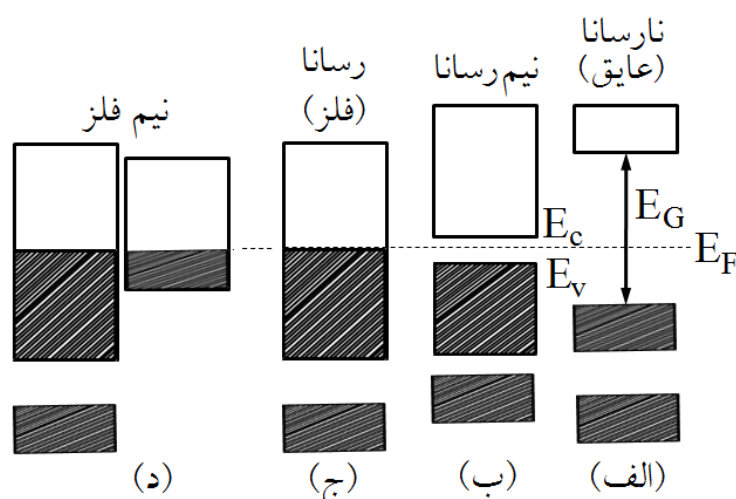 نارسانا
(عایق)
نیم رسانا
رسانا
(فلز)
نیم فلز
E_G
E_c
E_v
E_F
(الف)
(ب)
(ج)
(د)